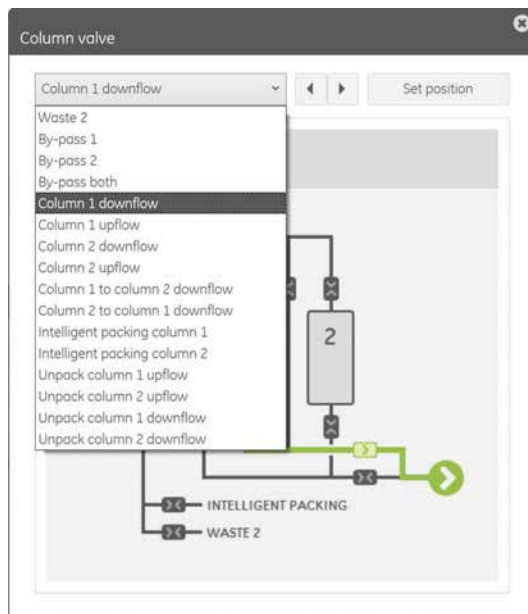 Column valve
Column 1 downflow
Set position
Waste 2
By-pass 1
By-pass 2
By-pass both
Column 1 downflow
Column 1 upflow
Column 2 downflow
Column 2 upflow
Column 1 to column 2 downflow
Column 2 to column 1 downflow
Intelligent packing column 1
Intelligent packing column 2
Unpack column 1 upflow
Unpack column 2 upflow
Unpack column 1 downflow
Unpack column 2 downflow
2
INTELLIGENT PACKING
WASTE 2